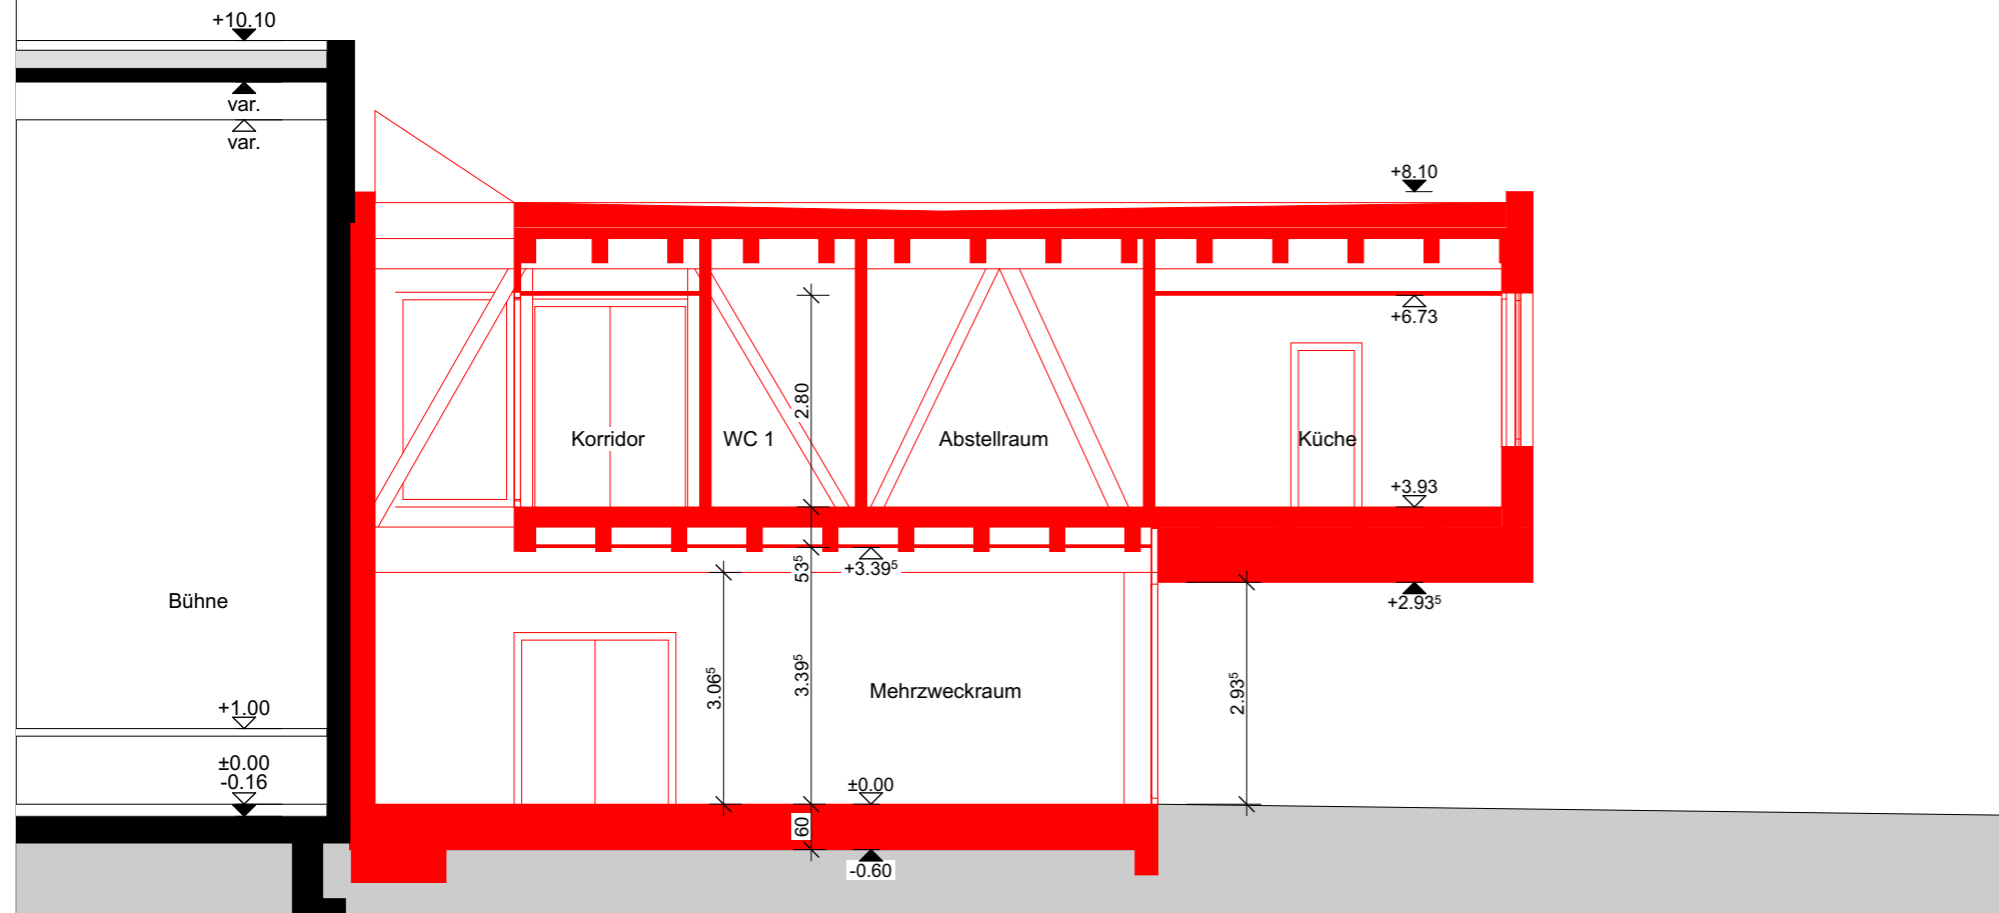 +10.10
var.
var.
+8.10
+6.73
2.80
Korridor
WC 1
Abstellraum
Küche
+3.93
53⁵
+3.39⁵
+2.93⁵
Bühne
3.06⁵
3.39⁵
Mehrzweckraum
2.93⁵
+1.00
±0.00
-0.16
±0.00
60
-0.60